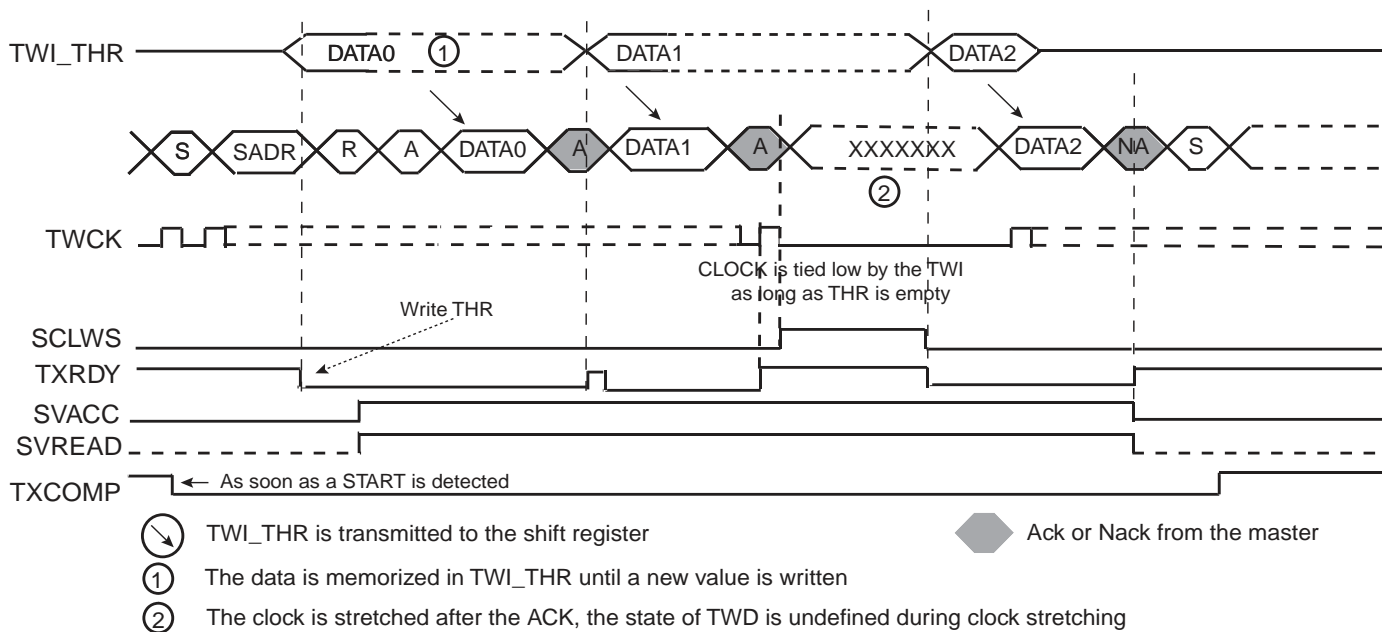 TWI_THR DATA0 1 DATA1 DATA2
S SADR R A DATA0 A DATA1 A XXXXXXX DATA2 NA S
2
TWCK
CLOCK is tied low by the TWI
as long as THR is empty
Write THR
SCLWS
TXRDY
SVACC
SVREAD
TXCOMP As soon as a START is detected
TWI_THR is transmitted to the shift register Ack or Nack from the master
1 The data is memorized in TWI_THR until a new value is written
2 The clock is stretched after the ACK, the state of TWD is undefined during clock stretching